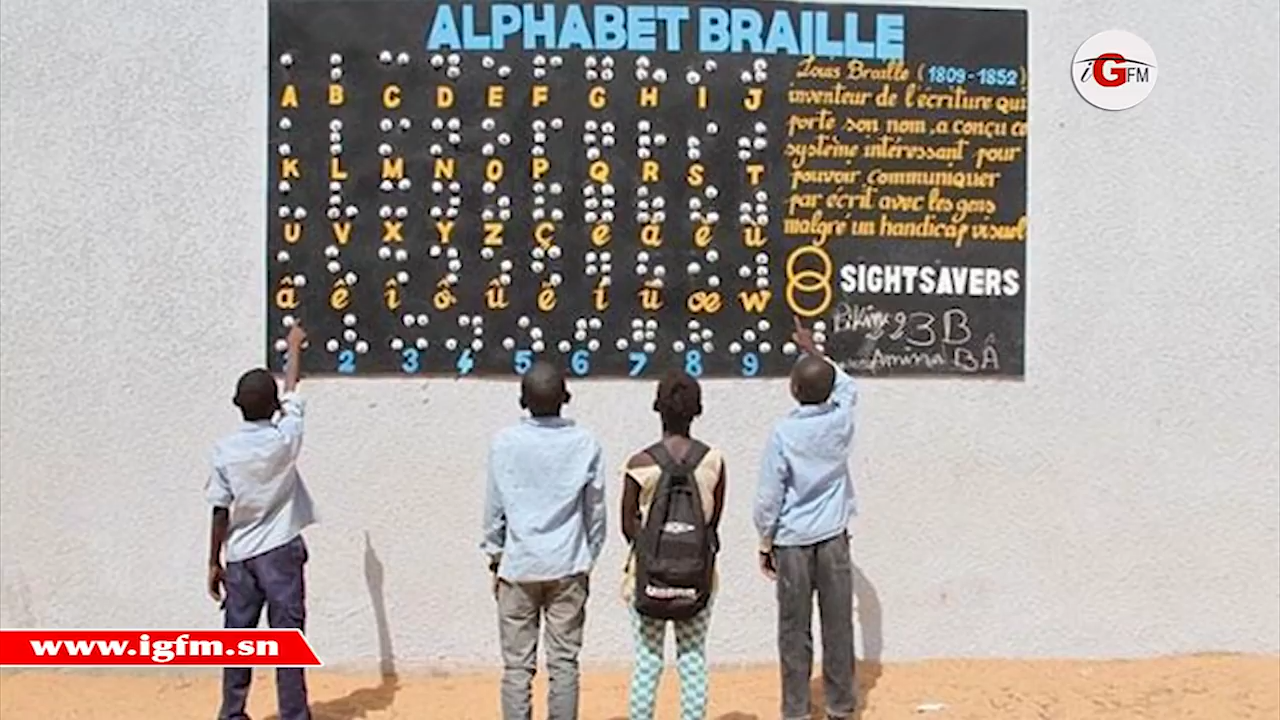 ALPHABET BRAILLE
A B C D E F G H I J
K L M N O P Q R S T
U V X Y Z Ç é á è ù
â ê î ô û ë ï ü œ w
1 2 3 4 5 6 7 8 9
Louis Braille (1809-1852)
inventeur de l'écriture qui
porte son nom, a conçu ce
système intéressant pour
pouvoir communiquer
par écrit avec les gens
malgré un handicap visuel
SIGHTSAVERS
B
Amina BÂ
iGFM
www.igfm.sn